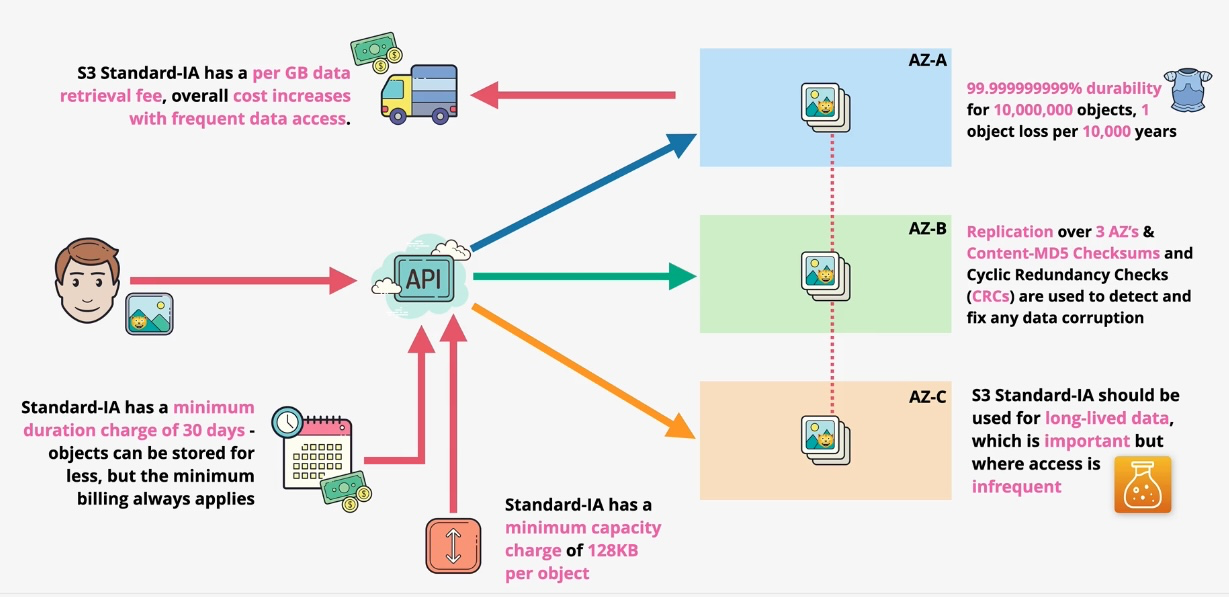 S3 Standard-IA has a per GB data
retrieval fee, overall cost increases
with frequent data access.
AZ-A
99.999999999% durability
for 10,000,000 objects, 1
object loss per 10,000 years
API
AZ-B
Replication over 3 AZ's &
Content-MD5 Checksums and
Cyclic Redundancy Checks
(CRCs) are used to detect and
fix any data corruption
Standard-IA has a minimum
duration charge of 30 days -
objects can be stored for
less, but the minimum
billing always applies
Standard-IA has a
minimum capacity
charge of 128KB
per object
AZ-C
S3 Standard-IA should be
used for long-lived data,
which is important but
where access is
infrequent